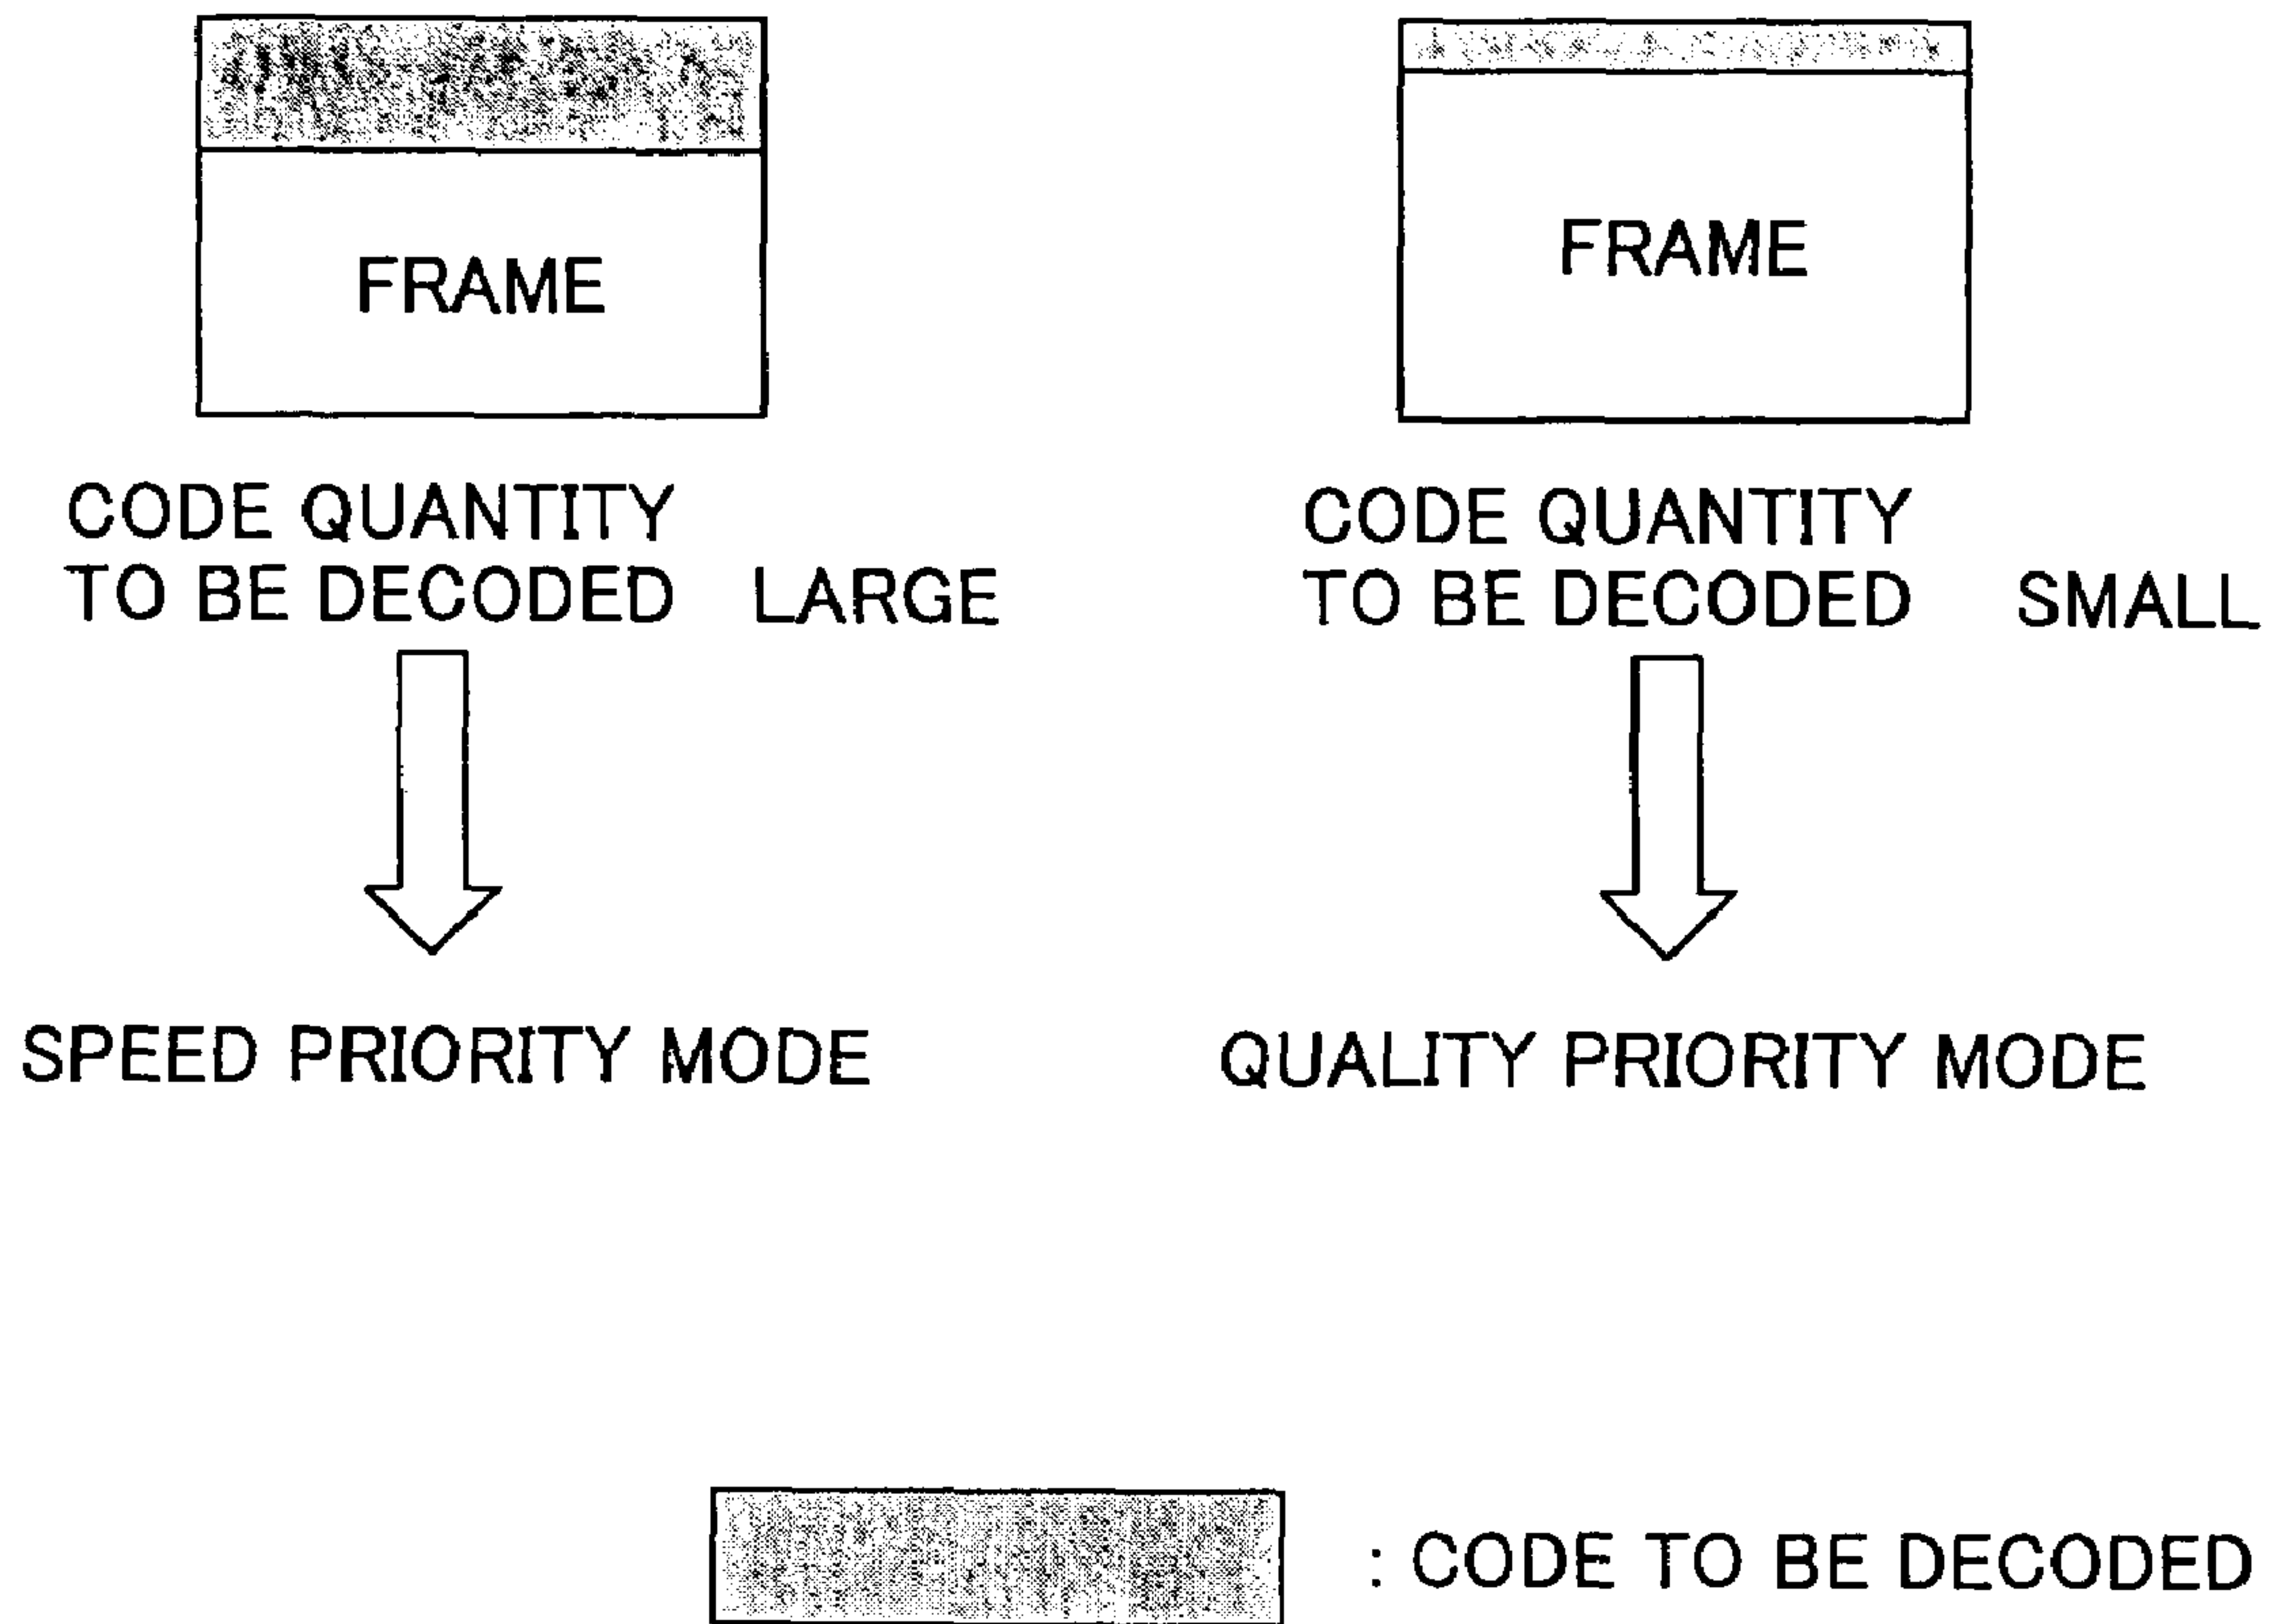 FRAME
CODE QUANTITY
TO BE DECODED LARGE
SPEED PRIORITY MODE
FRAME
CODE QUANTITY
TO BE DECODED SMALL
QUALITY PRIORITY MODE
: CODE TO BE DECODED